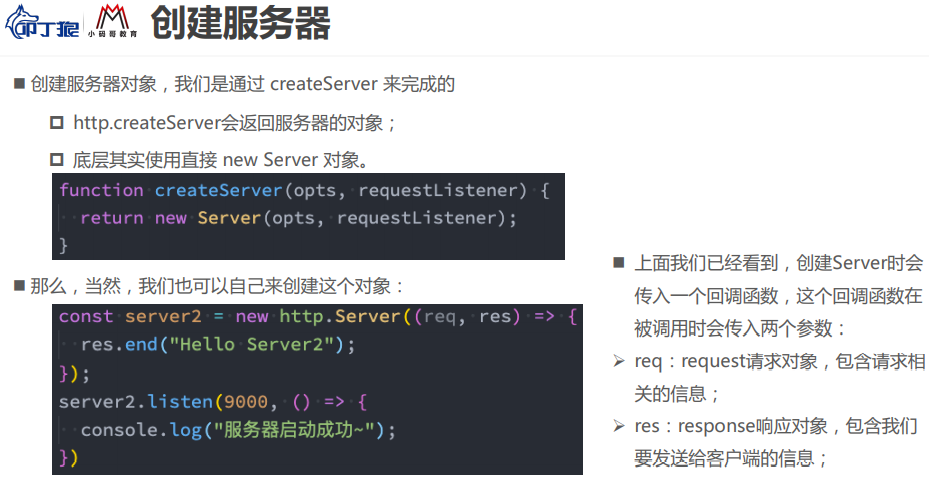 叩丁狼
小码哥教育
创建服务器
■ 创建服务器对象，我们是通过 createServer 来完成的
http.createServer会返回服务器的对象；
底层其实使用直接 new Server 对象。
function createServer(opts, requestListener) {
return new Server(opts, requestListener);
}
■ 那么，当然，我们也可以自己来创建这个对象：
const server2 = new http.Server((req, res) => {
res.end("Hello Server2");
});
server2.listen(9000, () => {
console.log("服务器启动成功~");
})
■ 上面我们已经看到，创建Server时会
传入一个回调函数，这个回调函数在
被调用时会传入两个参数：
➢ req：request请求对象，包含请求相
关的信息；
➢ res：response响应对象，包含我们
要发送给客户端的信息；